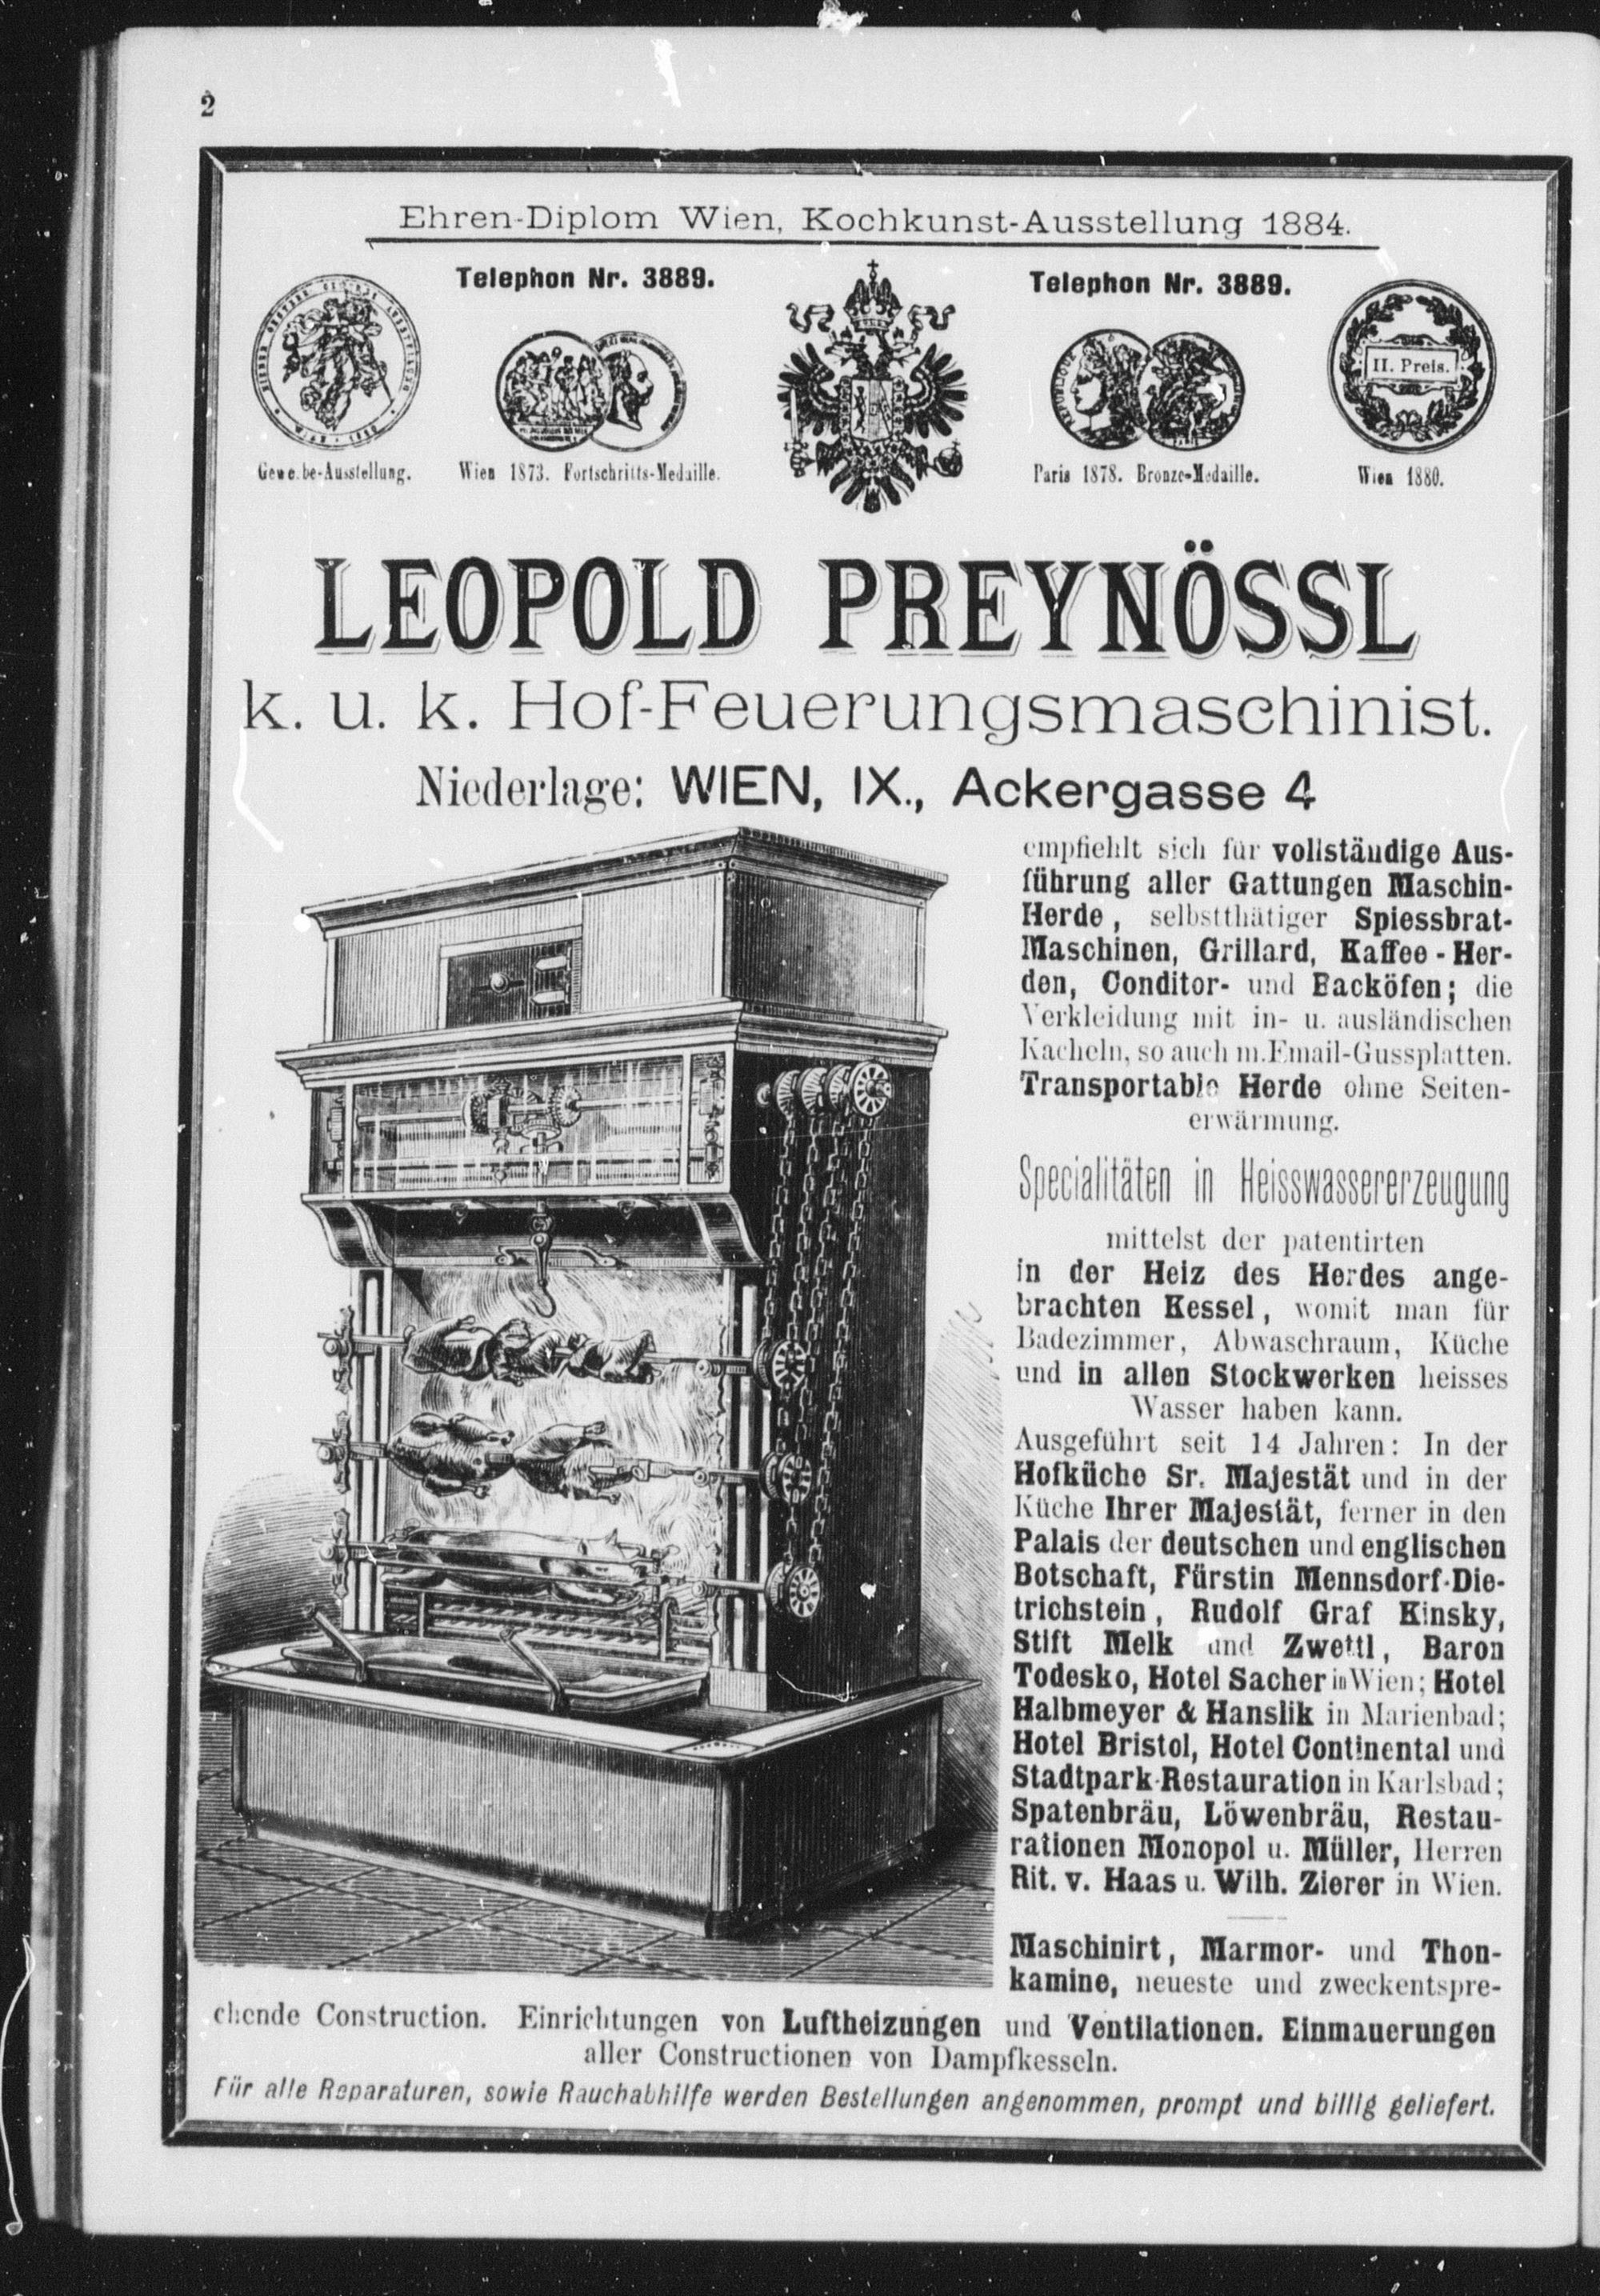 2
Ehren-Diplom Wien, Kochkunst-Ausstellung 1884.
Telephon Nr. 3889.
Telephon Nr. 3889.
II. Preis.
Gewe.be-Ausstellung.
Wien 1873. Fortschritts-Medaille.
Paris 1878. Bronze-Medaille.
Wien 1880.
LEOPOLD PREYNÖSSL
k. u. k. Hof-Feuerungsmaschinist.
Niederlage: WIEN, IX., Ackergasse 4
empfiehlt sich für vollständige Aus-
führung aller Gattungen Maschin-
Herde, selbstthätiger Spiessbrat-
Maschinen, Grillard, Kaffee-Her-
den, Conditor- und Backöfen; die
Verkleidung mit in- u. ausländischen
Kacheln, so auch m. Email-Gussplatten.
Transportable Herde ohne Seiten-
erwärmung.
Specialitäten in Heisswassererzeugung
mittelst der patentirten
in der Heiz des Herdes ange-
brachten Kessel, womit man für
Badezimmer, Abwaschraum, Küche
und in allen Stockwerken heisses
Wasser haben kann.
Ausgeführt seit 14 Jahren: In der
Hofküche Sr. Majestät und in der
Küche Ihrer Majestät, ferner in den
Palais der deutschen und englischen
Botschaft, Fürstin Mennsdorf-Die-
trichstein, Rudolf Graf Kinsky,
Stift Melk und Zwettl, Baron
Todesko, Hotel Sacher in Wien; Hotel
Halbmeyer & Hanslik in Marienbad;
Hotel Bristol, Hotel Continental und
Stadtpark-Restauration in Karlsbad;
Spatenbräu, Löwenbräu, Restau-
rationen Monopol u. Müller, Herren
Rit. v. Haas u. Wilh. Zierer in Wien.
Maschinirt, Marmor- und Thon-
kamine, neueste und zweckentspre-
chende Construction. Einrichtungen von Luftheizungen und Ventilationen. Einmauerungen
aller Constructionen von Dampfkesseln.
Für alle Reparaturen, sowie Rauchabhilfe werden Bestellungen angenommen, prompt und billig geliefert.